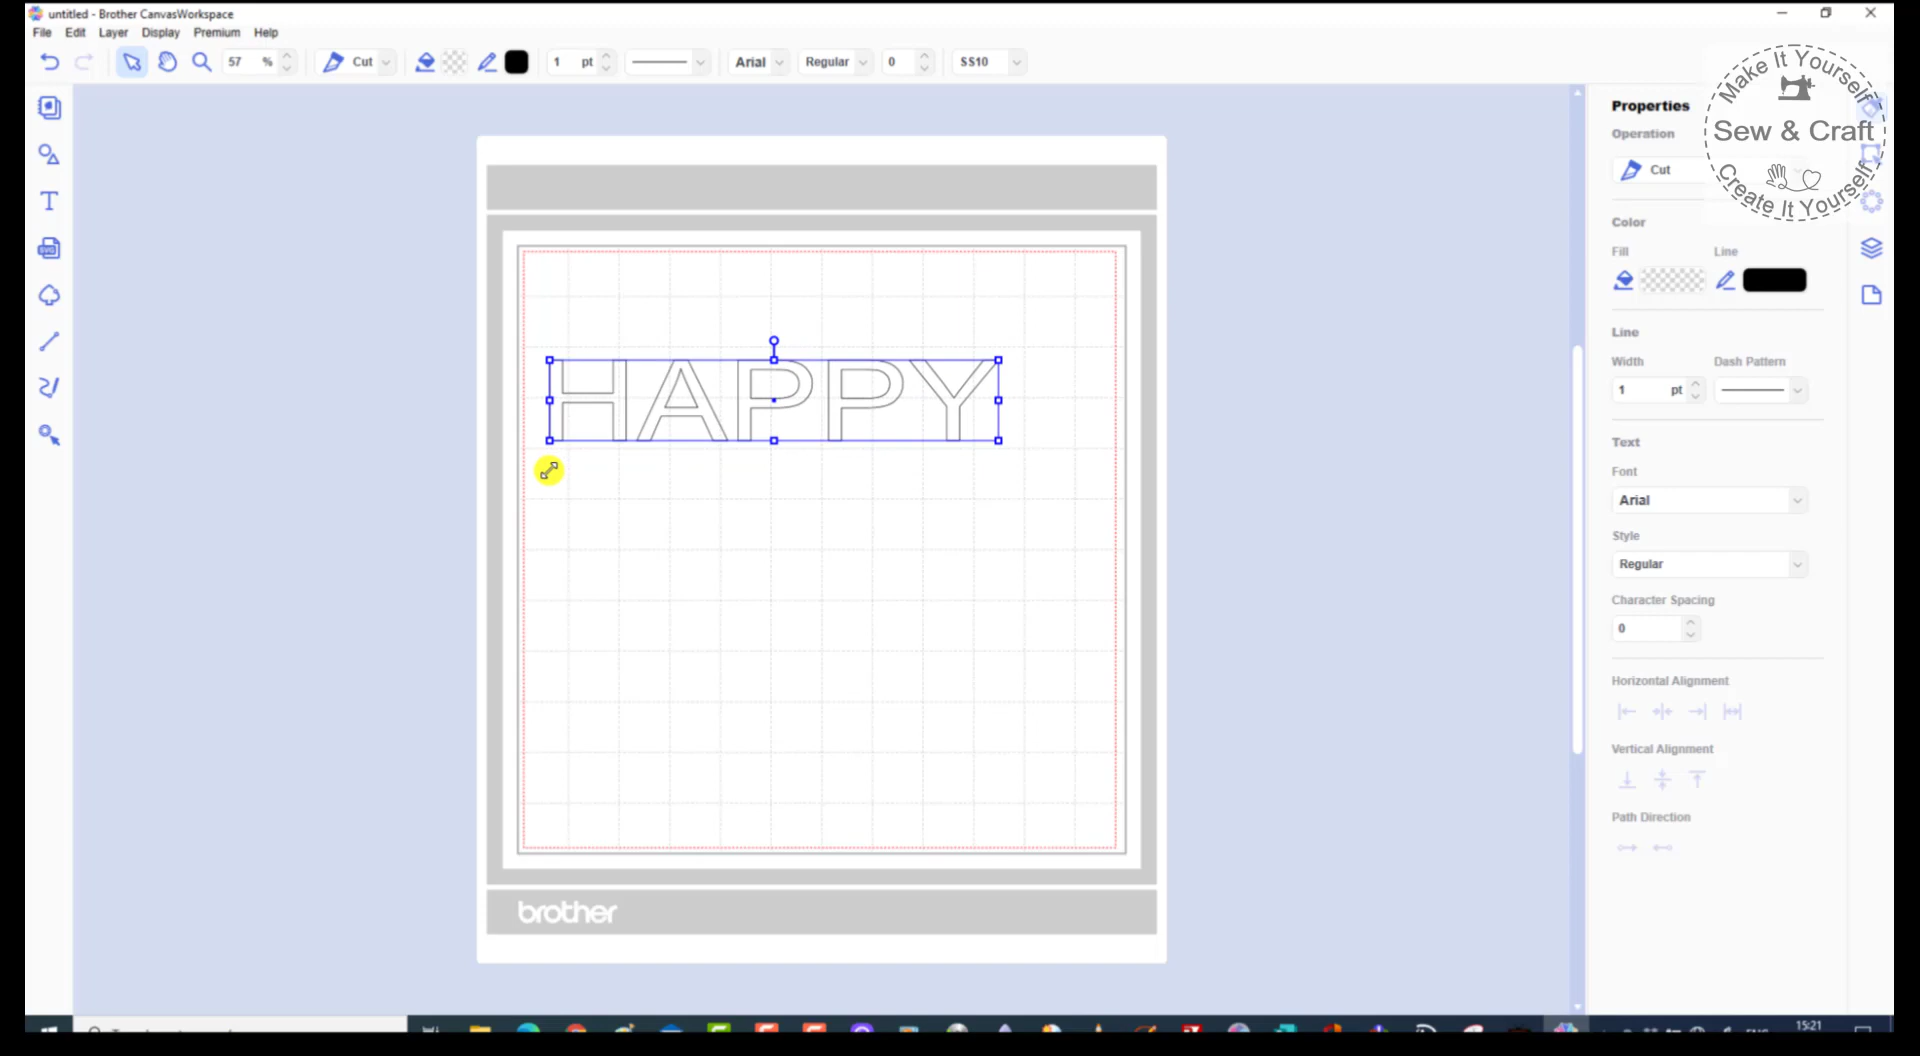 untitled - Brother CanvasWorkspace
File Edit Layer Display Premium Help
57 % Cut 1 pt Arial Regular 0 SS10
Make It Yourself
Sew & Craft
Create It Yourself
Properties
Operation
Cut
Color
Fill Line
SVG
HAPPY
Line
Width Dash Pattern
1 pt
Text
Font
Arial
Style
Regular
Character Spacing
0
Horizontal Alignment
Vertical Alignment
Path Direction
brother
15:21